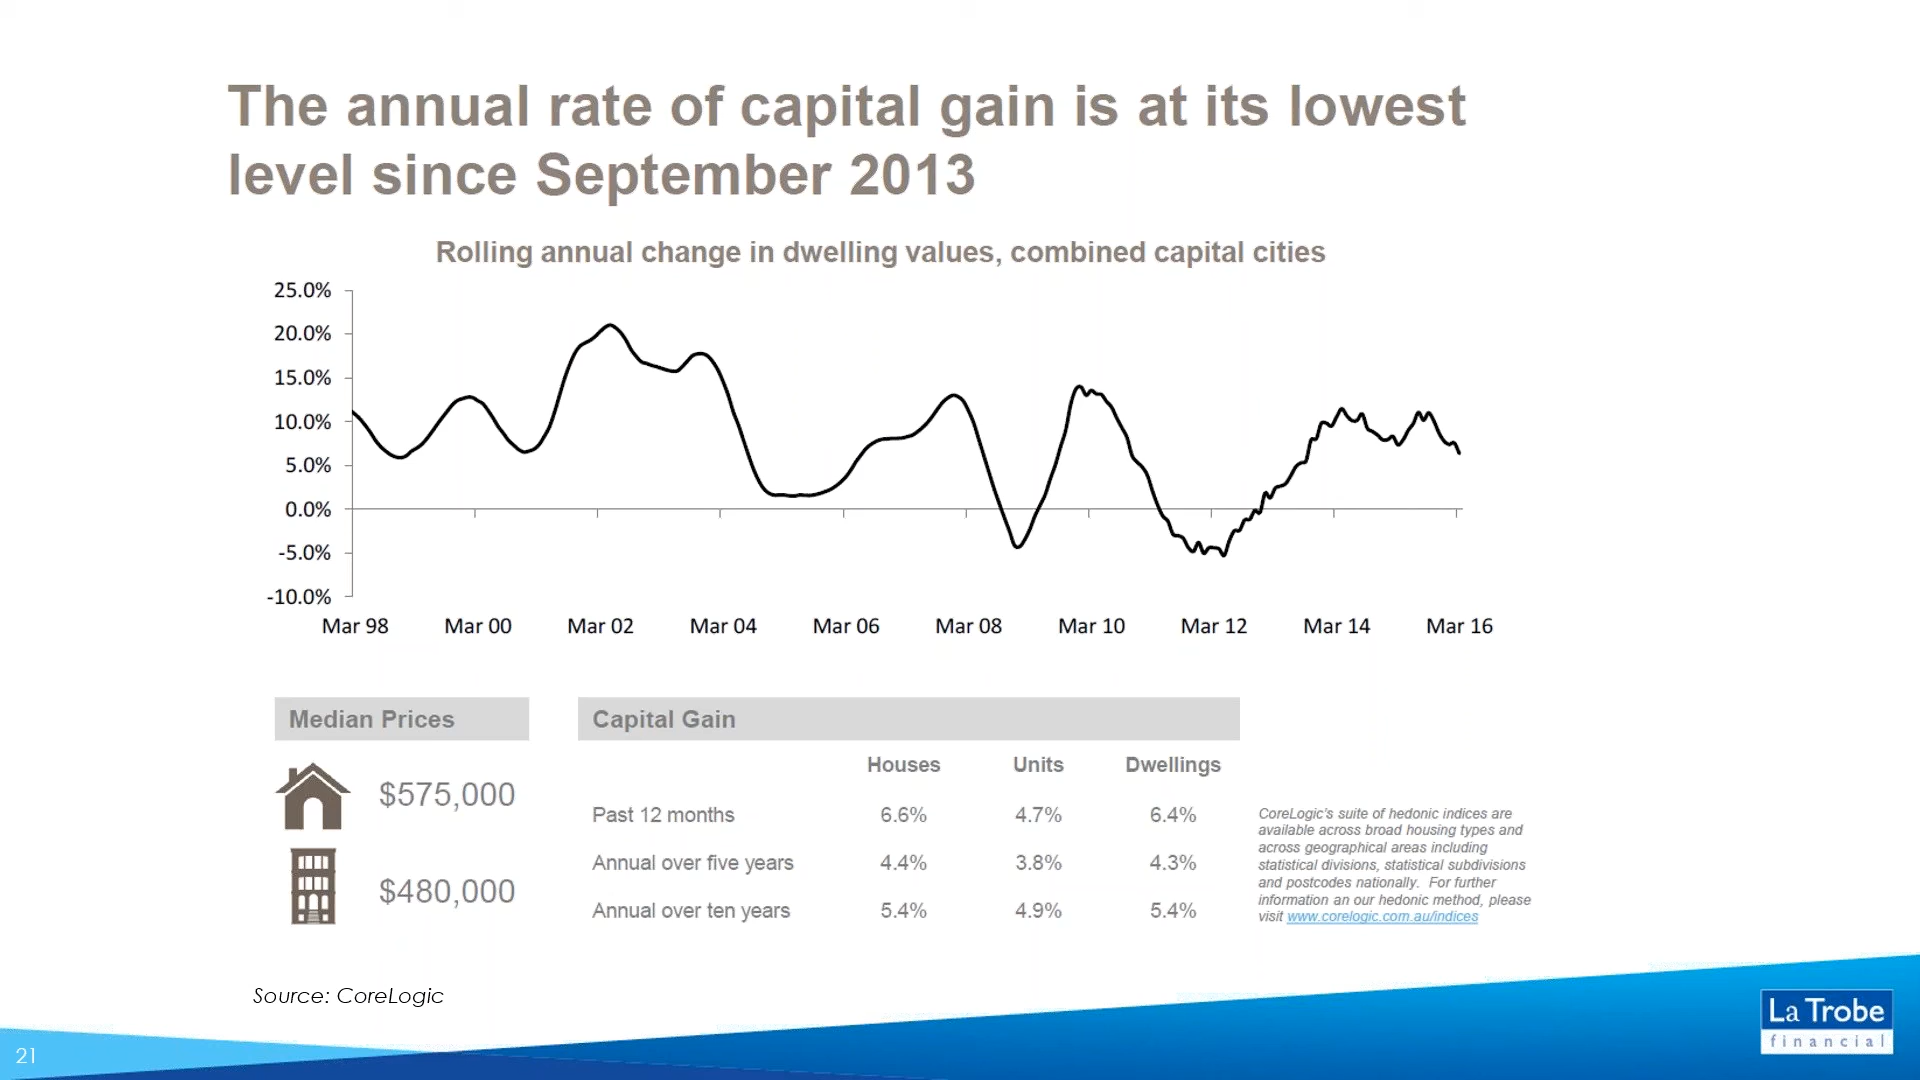 The annual rate of capital gain is at its lowest
level since September 2013
Rolling annual change in dwelling values, combined capital cities
25.0%
20.0%
15.0%
10.0%
5.0%
0.0%
-5.0%
-10.0%
Mar 98 Mar 00 Mar 02 Mar 04 Mar 06 Mar 08 Mar 10 Mar 12 Mar 14 Mar 16
Median Prices
$575,000
$480,000
Capital Gain
Houses Units Dwellings
Past 12 months 6.6% 4.7% 6.4%
Annual over five years 4.4% 3.8% 4.3%
Annual over ten years 5.4% 4.9% 5.4%
CoreLogic's suite of hedonic indices are
available across broad housing types and
across geographical areas including
statistical divisions, statistical subdivisions
and postcodes nationally. For further
information an our hedonic method, please
visit www.corelogic.com.au/indices
Source: CoreLogic
21
La Trobe
financial